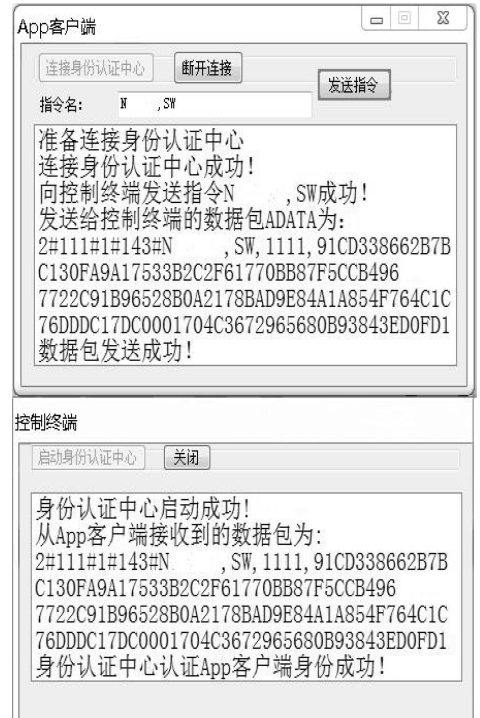 App客户端
连接身份认证中心 断开连接
发送指令
指令名： N ,SW
准备连接身份认证中心
连接身份认证中心成功！
向控制终端发送指令N ,SW成功！
发送给控制终端的数据包ADATA为：
2#111#1#143#N ,SW,1111,91CD338662B7B
C130FA9A17533B2C2F61770BB87F5CCB496
7722C91B96528B0A2178BAD9E84A1A854F764C1C
76DDDC17DC0001704C3672965680B93843ED0FD1
数据包发送成功！
控制终端
启动身份认证中心 关闭
身份认证中心启动成功！
从App客户端接收到的数据包为：
2#111#1#143#N ,SW,1111,91CD338662B7B
C130FA9A17533B2C2F61770BB87F5CCB496
7722C91B96528B0A2178BAD9E84A1A854F764C1C
76DDDC17DC0001704C3672965680B93843ED0FD1
身份认证中心认证App客户端身份成功！